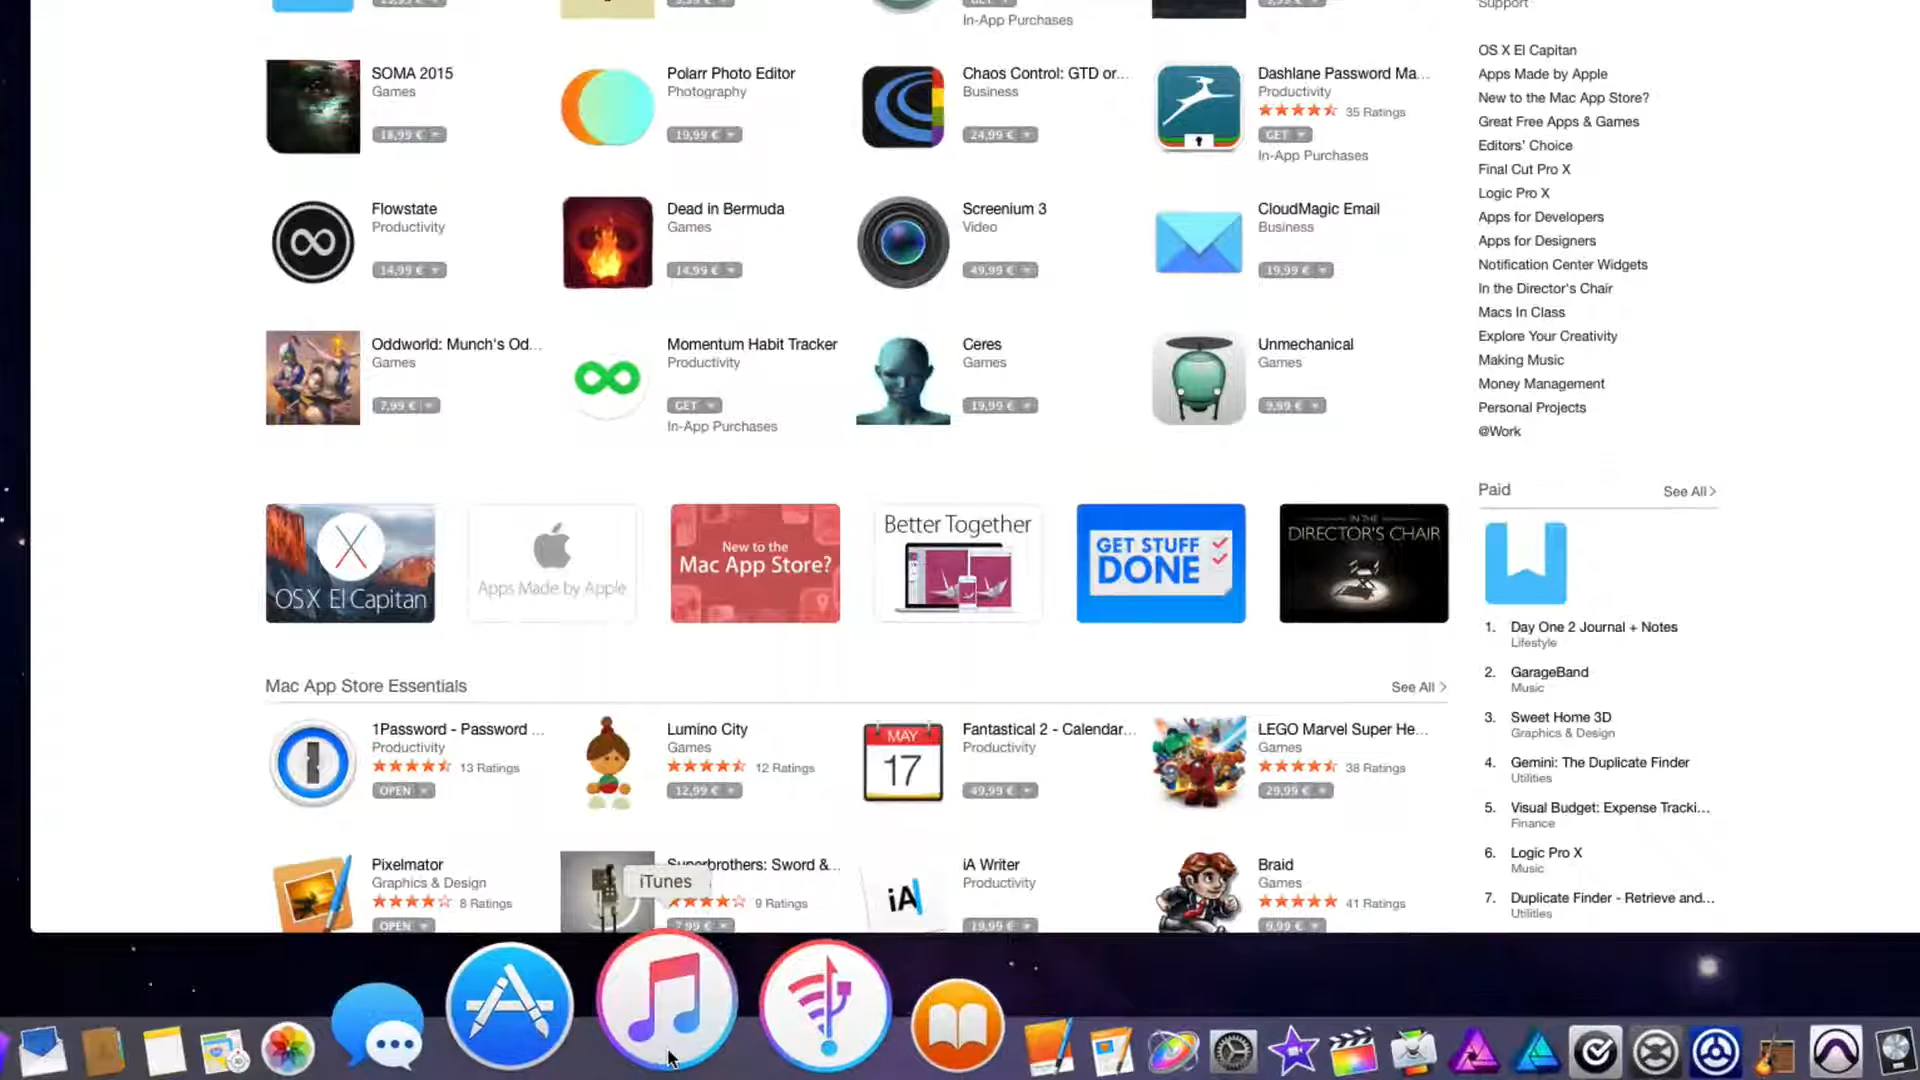 In-App Purchases
Support
SOMA 2015
Games
18,99 €
Polarr Photo Editor
Photography
19,99 €
Chaos Control: GTD or...
Business
24,99 €
Dashlane Password Ma...
Productivity
35 Ratings
GET
In-App Purchases
Flowstate
Productivity
14,99 €
Dead in Bermuda
Games
14,99 €
Screenium 3
Video
49,99 €
CloudMagic Email
Business
19,99 €
Oddworld: Munch's Od...
Games
7,99 €
Momentum Habit Tracker
Productivity
GET
In-App Purchases
Ceres
Games
19,99 €
Unmechanical
Games
9,99 €
OS X El Capitan
Apps Made by Apple
New to the Mac App Store?
Great Free Apps & Games
Editors' Choice
Final Cut Pro X
Logic Pro X
Apps for Developers
Apps for Designers
Notification Center Widgets
In the Director's Chair
Macs In Class
Explore Your Creativity
Making Music
Money Management
Personal Projects
@Work
OS X El Capitan
Apps Made by Apple
New to the
Mac App Store?
Better Together
GET STUFF
DONE
IN THE
DIRECTOR'S CHAIR
Paid
See All >
1. Day One 2 Journal + Notes
Lifestyle
2. GarageBand
Music
3. Sweet Home 3D
Graphics & Design
4. Gemini: The Duplicate Finder
Utilities
5. Visual Budget: Expense Tracki...
Finance
6. Logic Pro X
Music
7. Duplicate Finder - Retrieve and...
Utilities
Mac App Store Essentials
See All >
1Password - Password ...
Productivity
13 Ratings
OPEN
Lumino City
Games
12 Ratings
12,99 €
MAY
17
Fantastical 2 - Calendar...
Productivity
49,99 €
LEGO Marvel Super He...
Games
38 Ratings
29,99 €
Pixelmator
Graphics & Design
8 Ratings
OPEN
Superbrothers: Sword &...
9 Ratings
7,99 €
iA
iA Writer
Productivity
19,99 €
Braid
Games
41 Ratings
9,99 €
iTunes